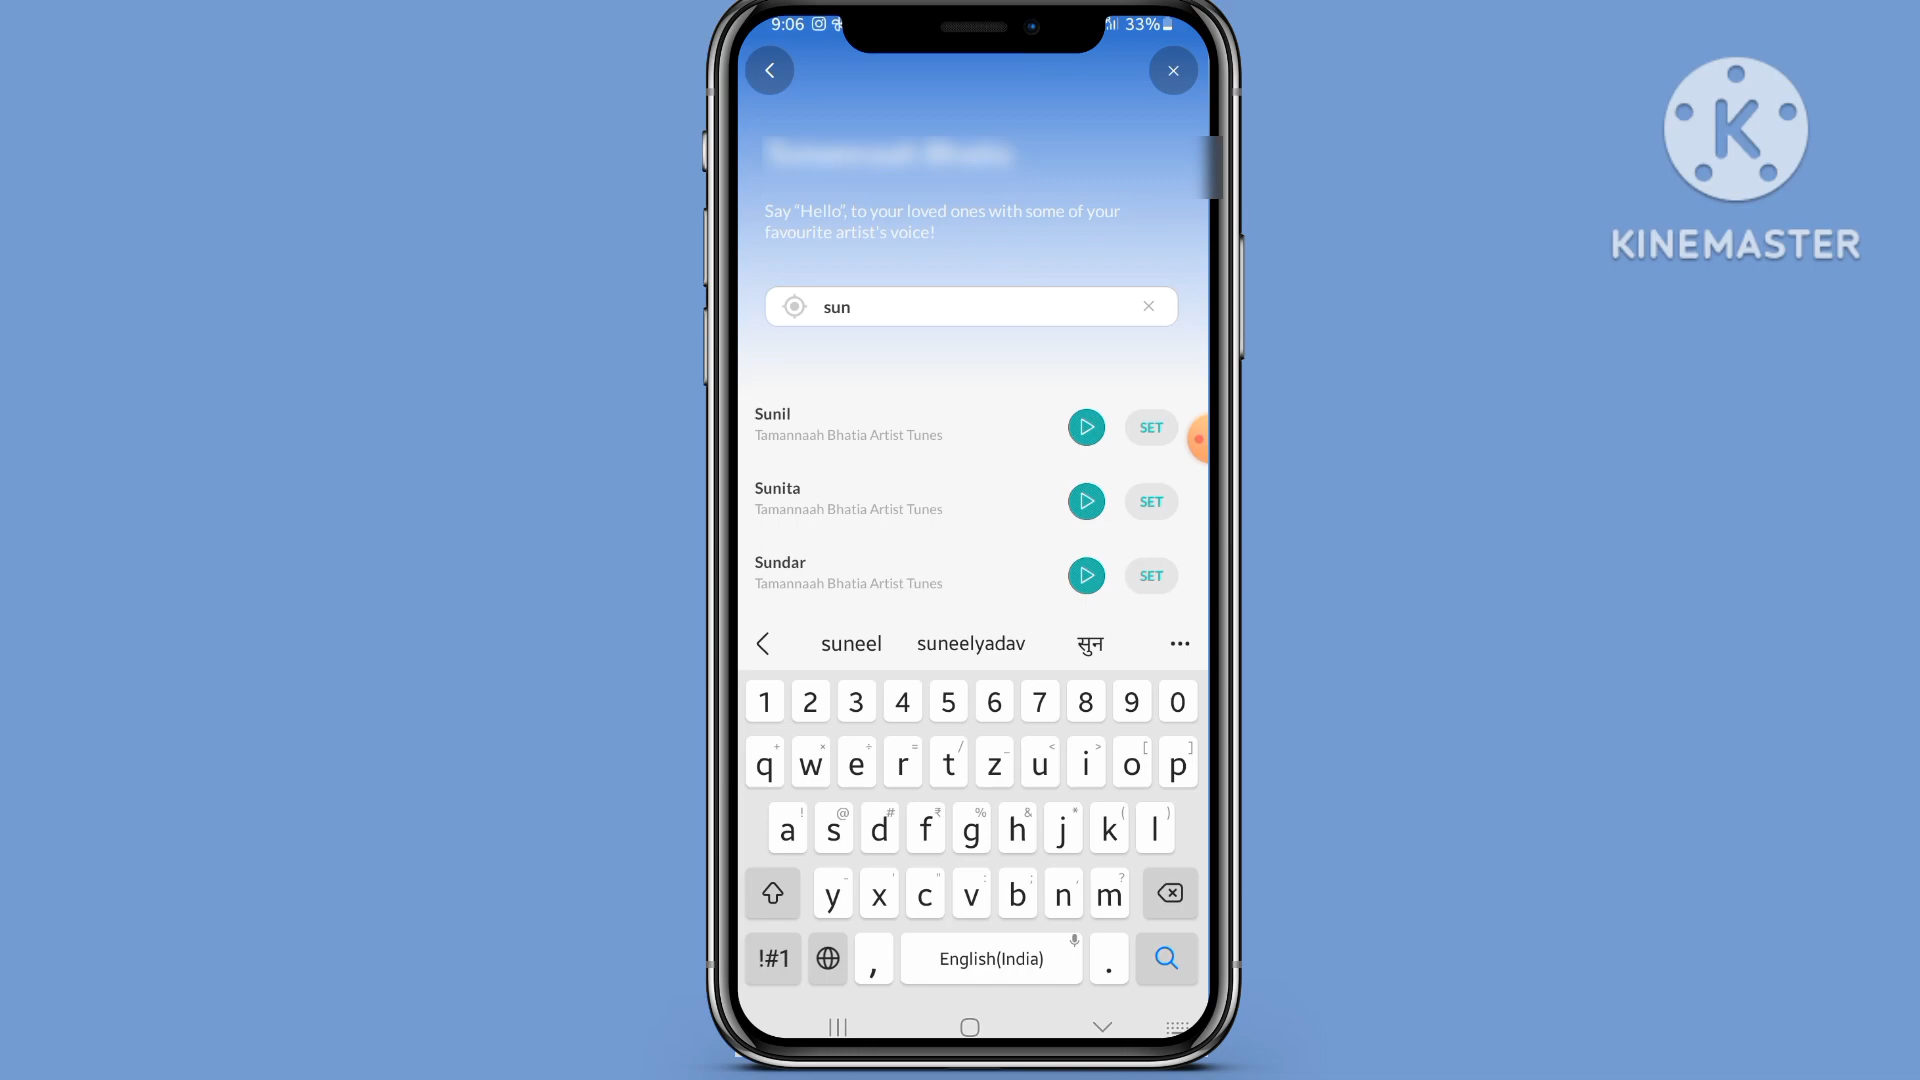 9:06
33%
Say “Hello”, to your loved ones with some of your
favourite artist's voice!
sun
Sunil
Tamannaah Bhatia Artist Tunes
SET
Sunita
Tamannaah Bhatia Artist Tunes
SET
Sundar
Tamannaah Bhatia Artist Tunes
SET
suneel suneelyadav सुन ...
1 2 3 4 5 6 7 8 9 0
+ × ÷ = / _ < > [ ]
q w e r t z u i o p
! @ # ₹ % & * ( )
a s d f g h j k l
- ' " : ; , ?
y x c v b n m
!#1 , English(India) .
K
KINEMASTER